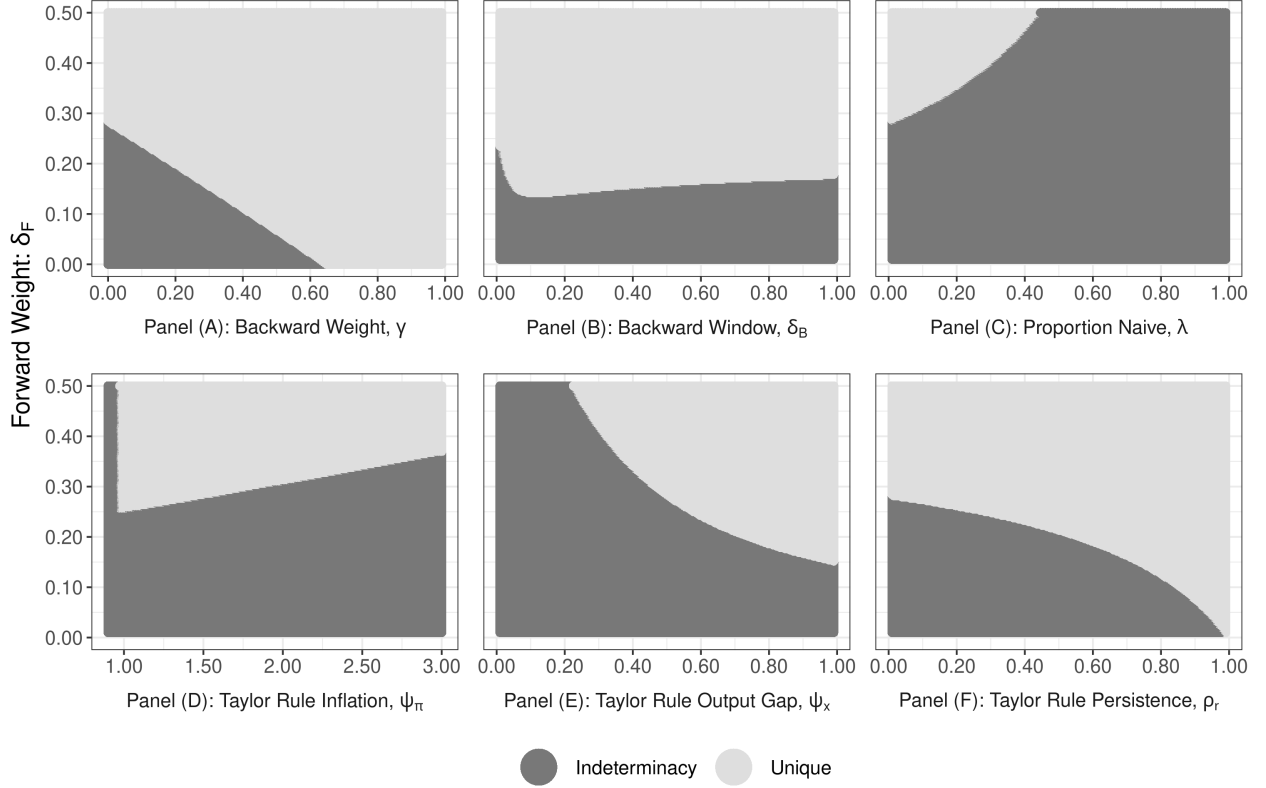 Forward Weight: δF
0.50
0.40
0.30
0.20
0.10
0.00
0.00 0.20 0.40 0.60 0.80 1.00
Panel (A): Backward Weight, γ
0.00 0.20 0.40 0.60 0.80 1.00
Panel (B): Backward Window, δB
0.00 0.20 0.40 0.60 0.80 1.00
Panel (C): Proportion Naive, λ
0.50
0.40
0.30
0.20
0.10
0.00
1.00 1.50 2.00 2.50 3.00
Panel (D): Taylor Rule Inflation, ψπ
0.00 0.20 0.40 0.60 0.80 1.00
Panel (E): Taylor Rule Output Gap, ψx
0.00 0.20 0.40 0.60 0.80 1.00
Panel (F): Taylor Rule Persistence, ρr
Indeterminacy Unique